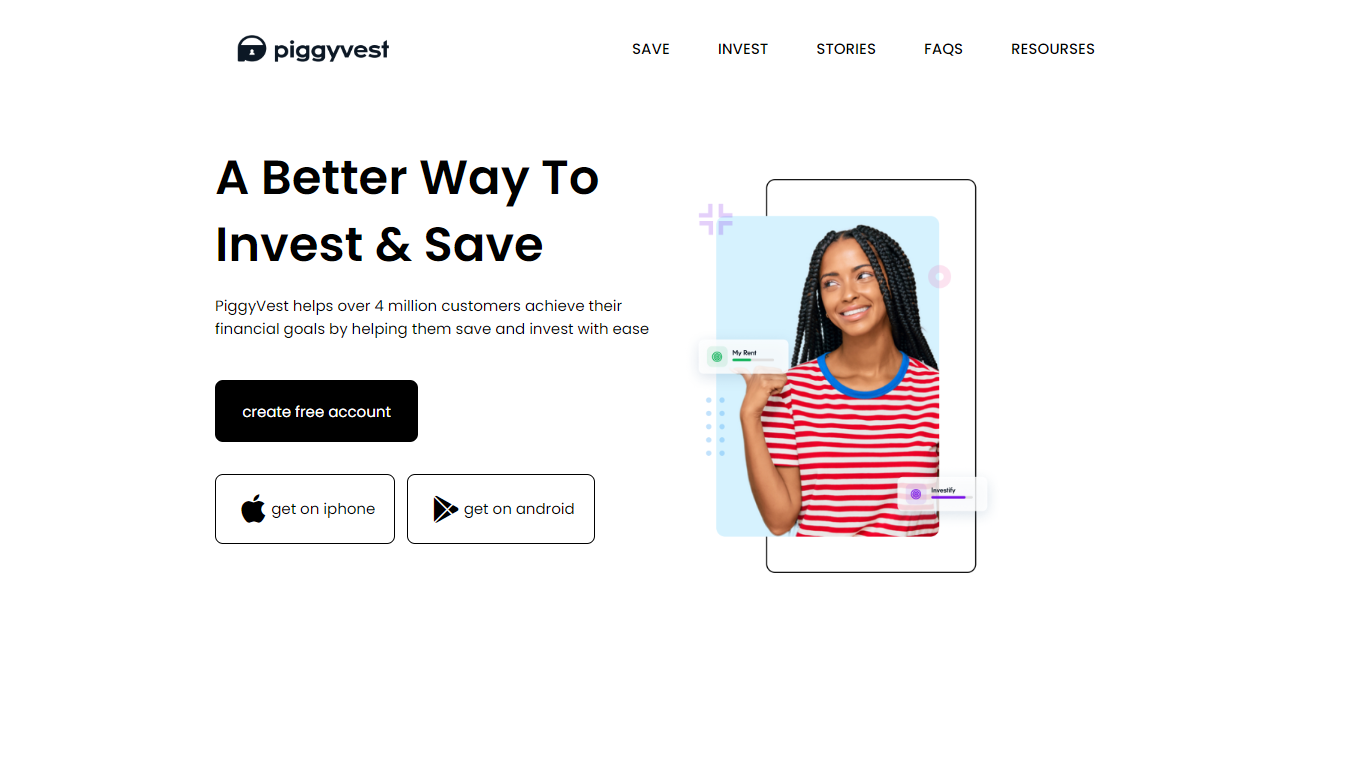 piggyvest
SAVE INVEST STORIES FAQS RESOURSES
A Better Way To
Invest & Save
PiggyVest helps over 4 million customers achieve their
financial goals by helping them save and invest with ease
create free account
get on iphone
get on android
My Rent
Investify